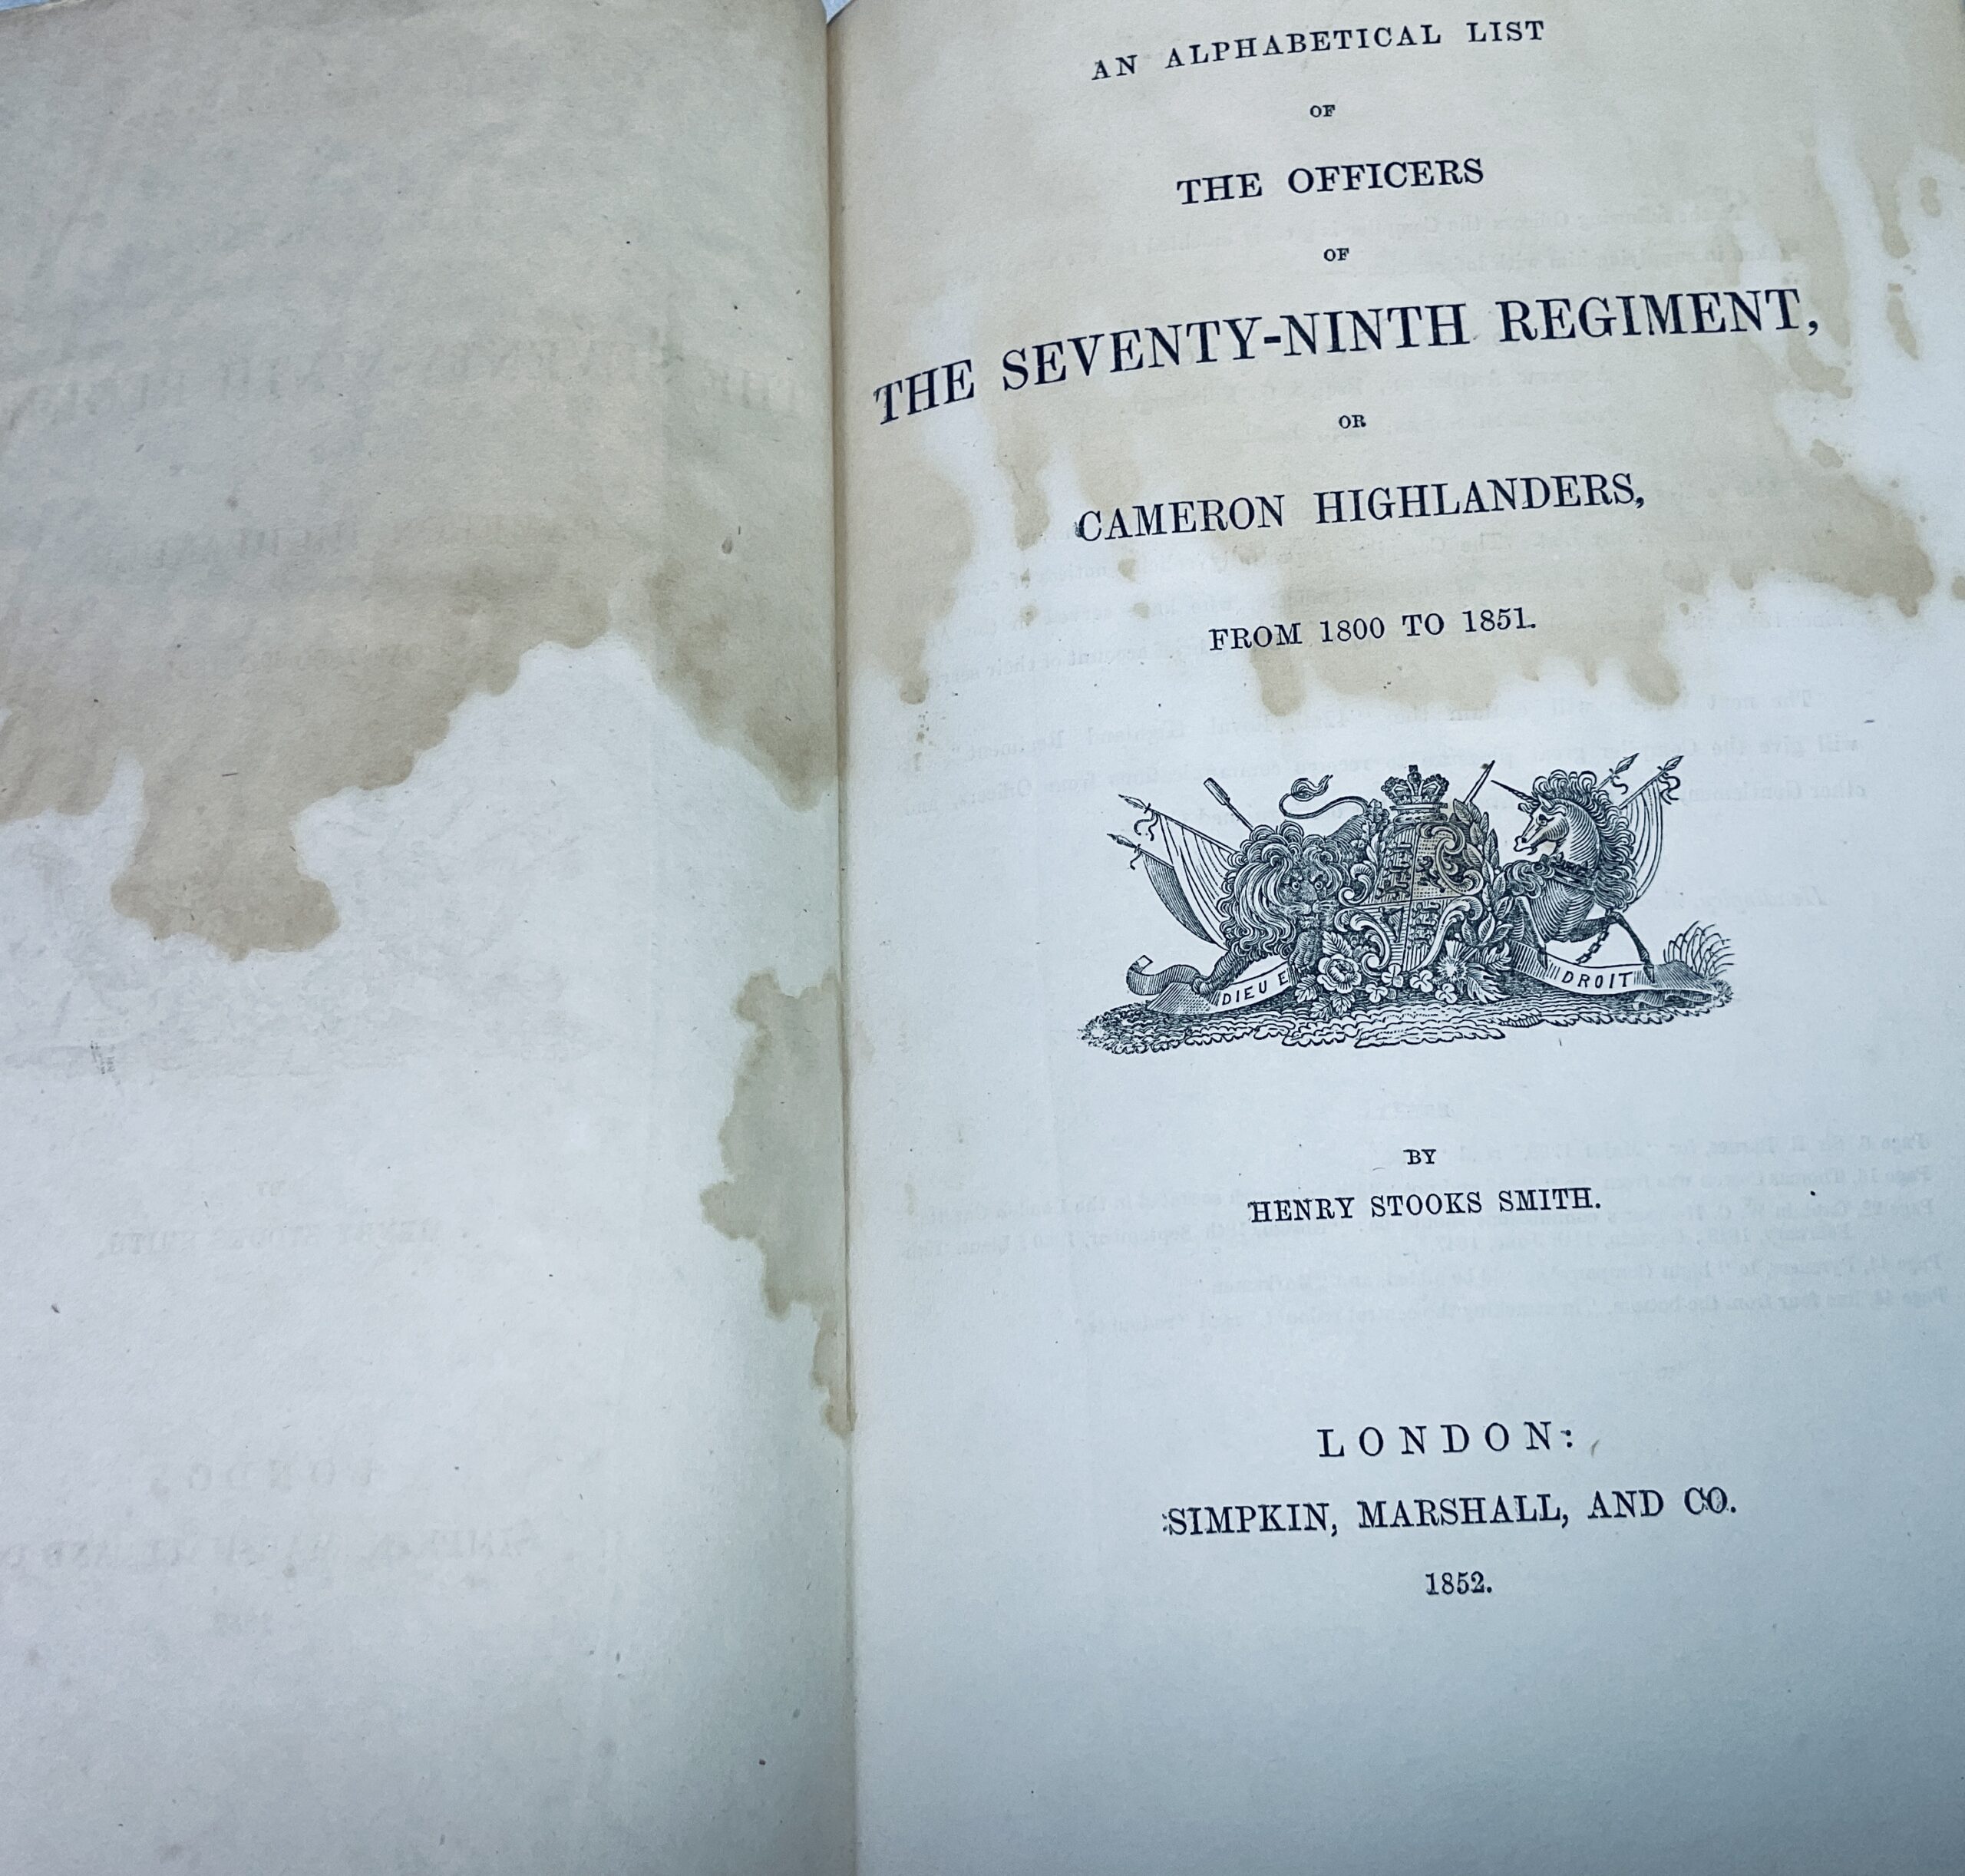 AN ALPHABETICAL LIST
OF
THE OFFICERS
OF
THE SEVENTY-NINTH REGIMENT,
OR
CAMERON HIGHLANDERS,
FROM 1800 TO 1851.
DIEU E
DROIT
BY
HENRY STOOKS SMITH.
LONDON:
SIMPKIN, MARSHALL, AND CO.
1852.